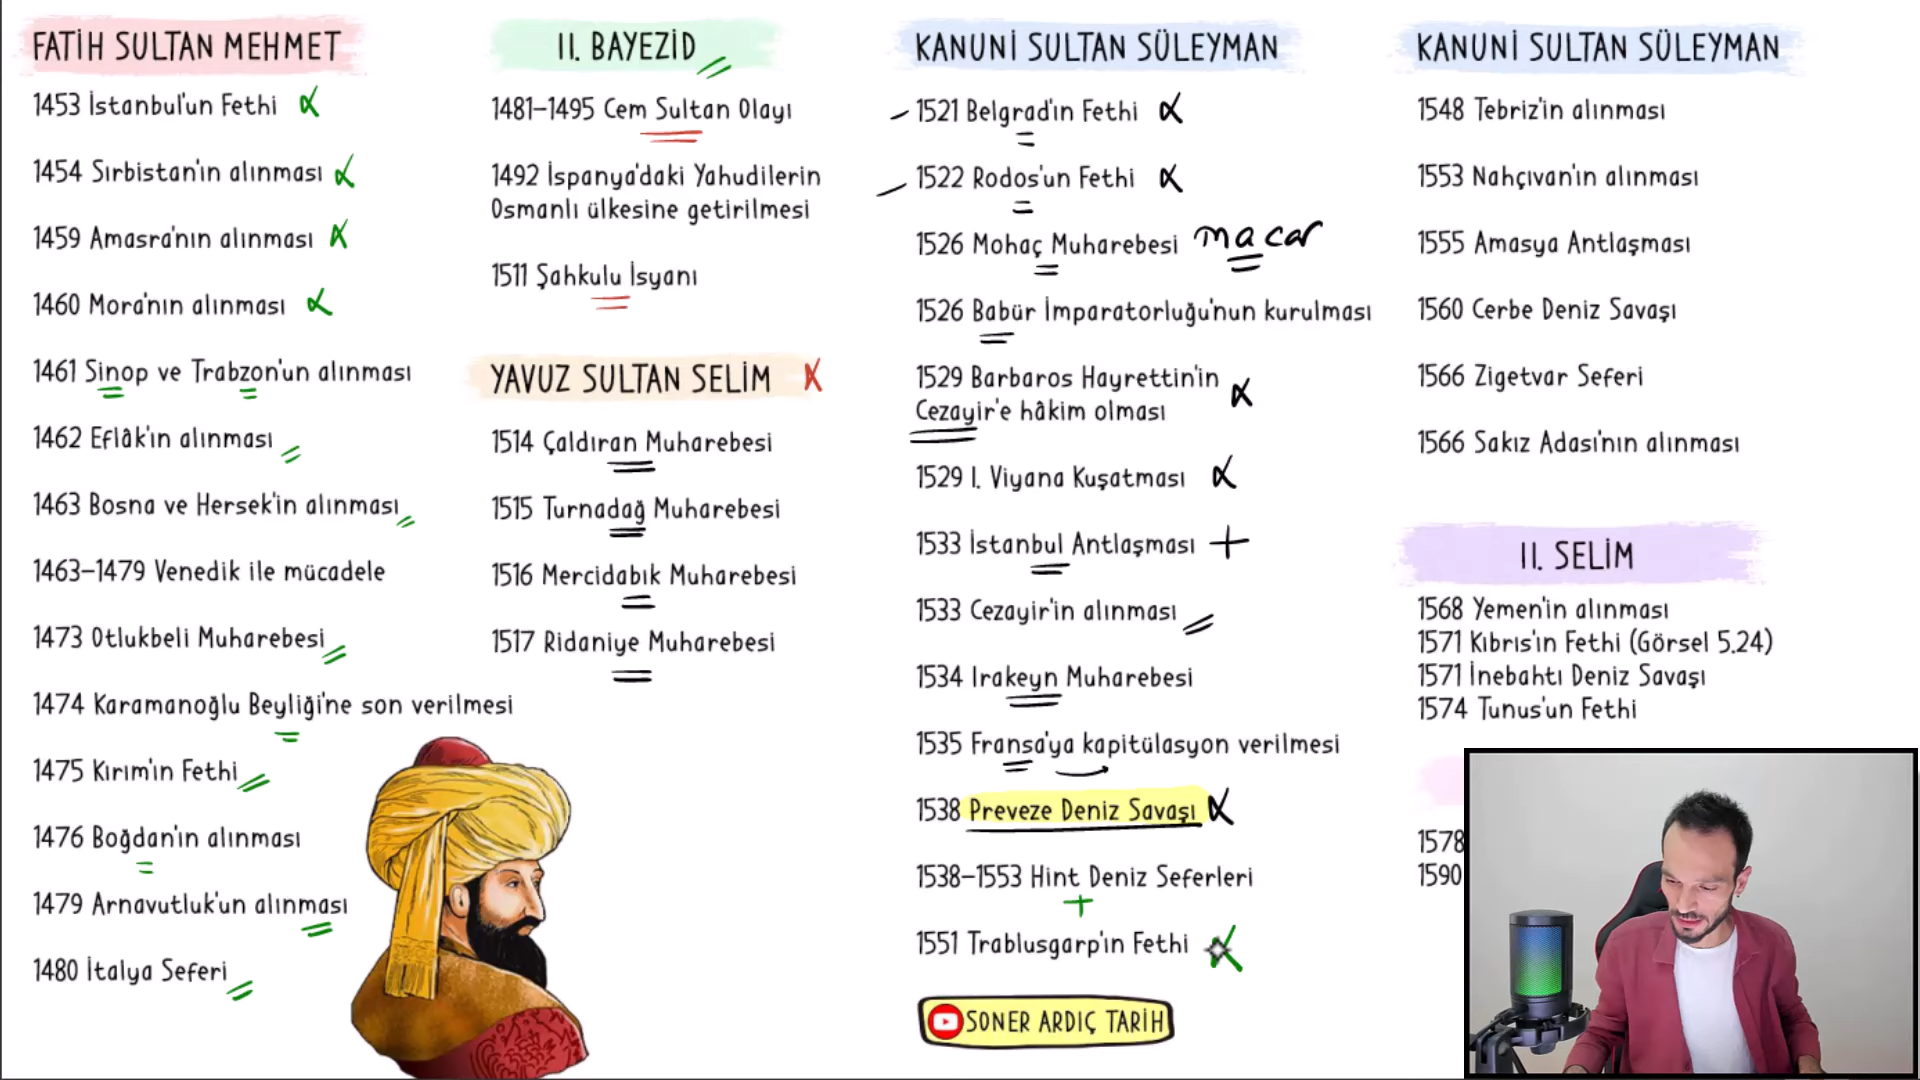 FATİH SULTAN MEHMET
1453 İstanbul'un Fethi
1454 Sırbistan'ın alınması
1459 Amasra'nın alınması
1460 Mora'nın alınması
1461 Sinop ve Trabzon'un alınması
1462 Eflâk'ın alınması
1463 Bosna ve Hersek'in alınması
1463–1479 Venedik ile mücadele
1473 Otlukbeli Muharebesi
1474 Karamanoğlu Beyliği'ne son verilmesi
1475 Kırım'ın Fethi
1476 Boğdan'ın alınması
1479 Arnavutluk'un alınması
1480 İtalya Seferi
II. BAYEZİD
1481–1495 Cem Sultan Olayı
1492 İspanya'daki Yahudilerin
Osmanlı ülkesine getirilmesi
1511 Şahkulu İsyanı
YAVUZ SULTAN SELİM
1514 Çaldıran Muharebesi
1515 Turnadağ Muharebesi
1516 Mercidabık Muharebesi
1517 Ridaniye Muharebesi
KANUNİ SULTAN SÜLEYMAN
1521 Belgrad'ın Fethi
1522 Rodos'un Fethi
1526 Mohaç Muharebesi macar
1526 Babür İmparatorluğu'nun kurulması
1529 Barbaros Hayrettin'in
Cezayir'e hâkim olması
1529 I. Viyana Kuşatması
1533 İstanbul Antlaşması
1533 Cezayir'in alınması
1534 Irakeyn Muharebesi
1535 Fransa'ya kapitülasyon verilmesi
1538 Preveze Deniz Savaşı
1538–1553 Hint Deniz Seferleri
1551 Trablusgarp'ın Fethi
SONER ARDIÇ TARİH
KANUNİ SULTAN SÜLEYMAN
1548 Tebriz'in alınması
1553 Nahçıvan'ın alınması
1555 Amasya Antlaşması
1560 Cerbe Deniz Savaşı
1566 Zigetvar Seferi
1566 Sakız Adası'nın alınması
II. SELİM
1568 Yemen'in alınması
1571 Kıbrıs'ın Fethi (Görsel 5.24)
1571 İnebahtı Deniz Savaşı
1574 Tunus'un Fethi
1578
1590